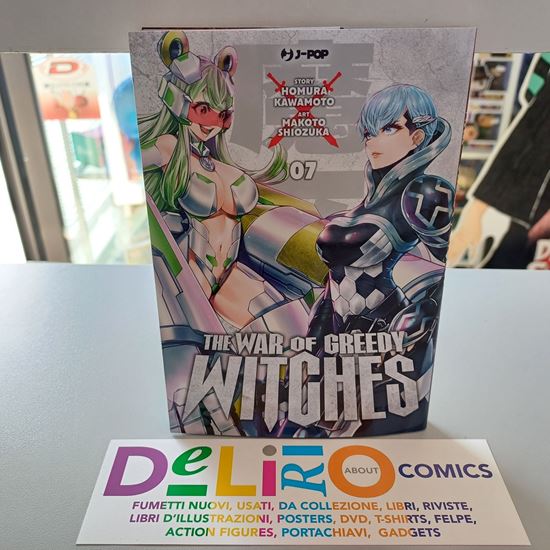 J-POP
STORY
HOMURA
KAWAMOTO
ART
MAKOTO
SHIOZUKA
07
THE WAR OF GREEDY
WITCHES
DeLiRiO ABOUT COMICS
FUMETTI NUOVI, USATI, DA COLLEZIONE, LIBRI, RIVISTE,
LIBRI D'ILLUSTRAZIONI, POSTERS, DVD, T-SHIRTS, FELPE,
ACTION FIGURES, PORTACHIAVI, GADGETS